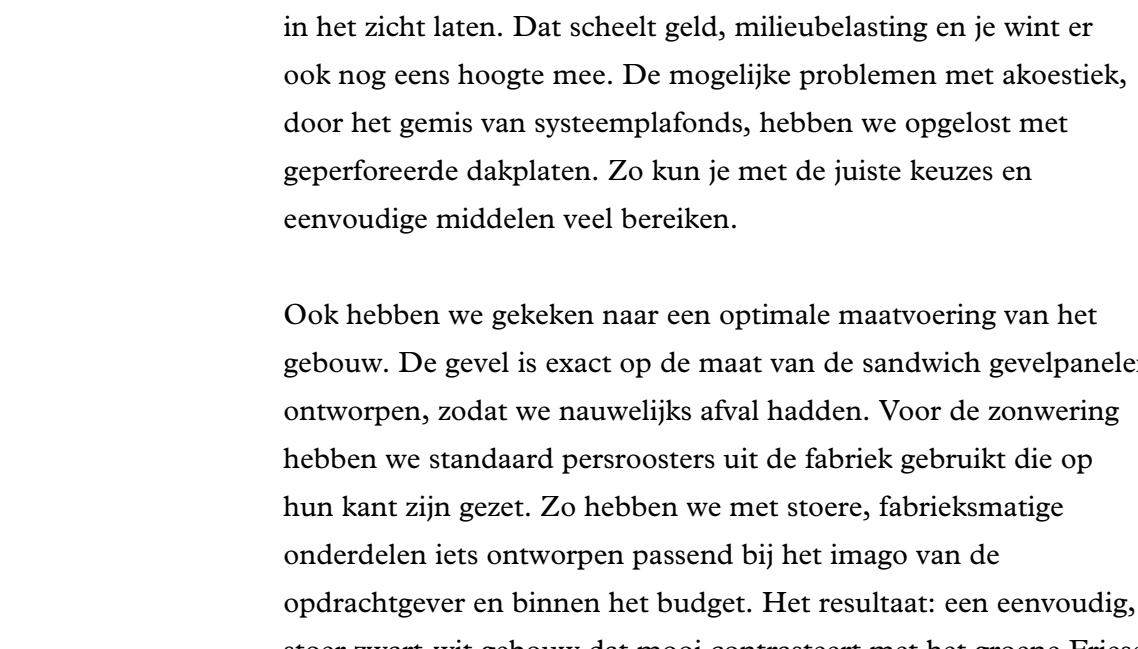 in het zicht laten. Dat scheelt geld, milieubelasting en je wint er
ook nog eens hoogte mee. De mogelijke problemen met akoestiek,
door het gemis van systeemplafonds, hebben we opgelost met
geperforeerde dakplaten. Zo kun je met de juiste keuzes en
eenvoudige middelen veel bereiken.
Ook hebben we gekeken naar een optimale maatvoering van het
gebouw. De gevel is exact op de maat van de sandwich
ontworpen, zodat we nauwelijks afval hadden. Voor de zonwering
hebben we standaard persroosters uit de fabriek gebruikt die op
hun kant zijn gezet. Zo hebben we met stoere, fabrieksmatige
onderdelen iets ontworpen passend bij het imago van de
opdrachtgever en binnen het budget. Het resultaat: een eenvoudig,